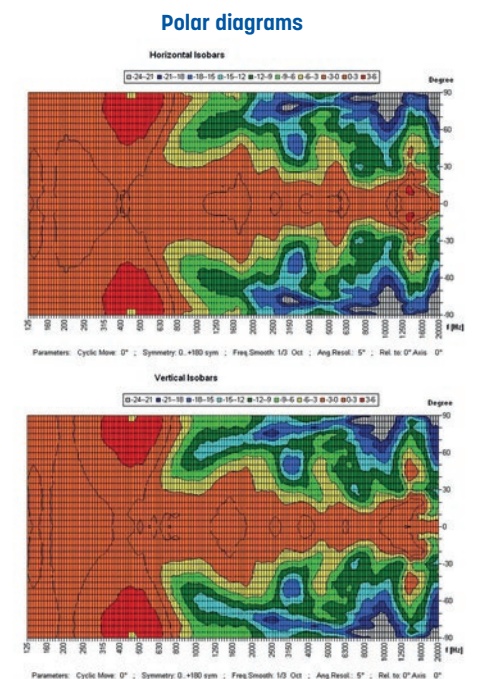 Polar diagrams
Horizontal Isobars
-24--21 -21--18 -18--15 -15--12 -12--9 -9--6 -6--3 -3-0 0-3 3-6
Degree
90
60
30
0
-30
-60
-90
125 160 200 250 315 400 500 630 800 1000 1250 1600 2000 2500 3150 4000 5000 6300 8000 10000 12500 16000 20000 f [Hz]
Parameters: Cyclic Move: 0° ; Symmetry: 0..+180 sym ; Freq.Smooth: 1/3 Oct ; Ang.Resol.: 5° ; Rel. to: 0° Axis 0°
Vertical Isobars
-24--21 -21--18 -18--15 -15--12 -12--9 -9--6 -6--3 -3-0 0-3 3-6
Degree
90
60
30
0
-30
-60
-90
125 160 200 250 315 400 500 630 800 1000 1250 1600 2000 2500 3150 4000 5000 6300 8000 10000 12500 16000 20000 f [Hz]
Parameters: Cyclic Move: 0° ; Symmetry: 0..+180 sym ; Freq.Smooth: 1/3 Oct ; Ang.Resol.: 5° ; Rel. to: 0° Axis 0°